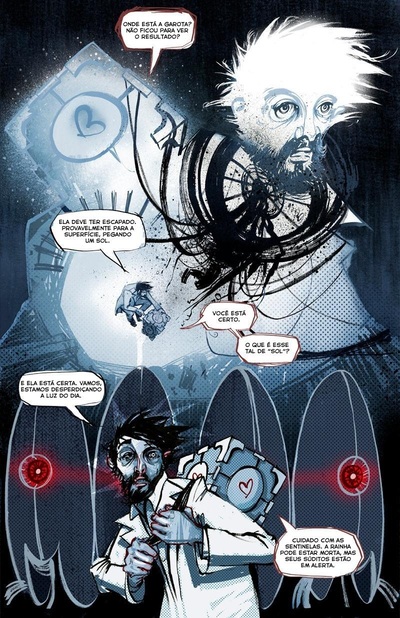 ONDE ESTÁ A GAROTA?
NÃO FICOU PARA VER
O RESULTADO?
ELA DEVE TER ESCAPADO.
PROVAVELMENTE PARA A
SUPERFÍCIE, PEGANDO
UM SOL.
VOCÊ ESTÁ
CERTO.
O QUE É ESSE
TAL DE "SOL"?
E ELA ESTÁ CERTA. VAMOS,
ESTAMOS DESPERDIÇANDO
A LUZ DO DIA.
CUIDADO COM AS
SENTINELAS. A RAINHA
PODE ESTAR MORTA, MAS
SEUS SÚDITOS ESTÃO
EM ALERTA.